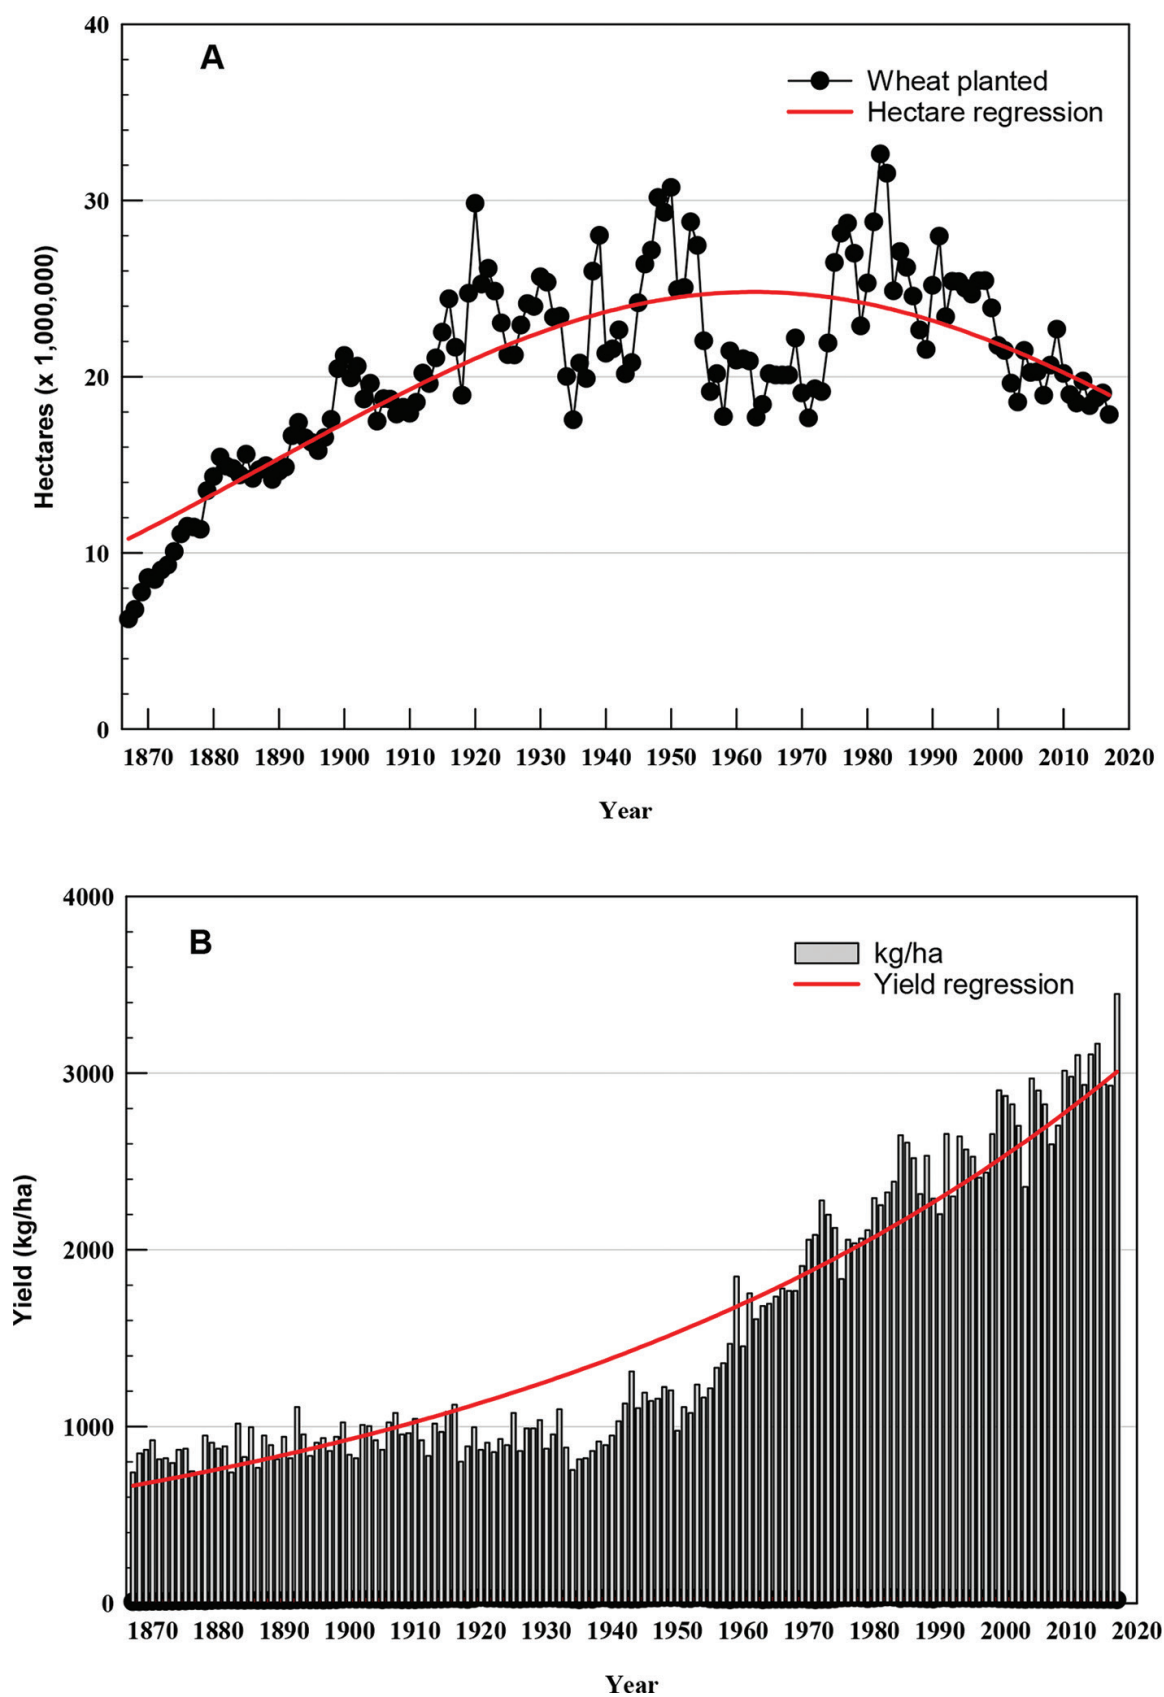 A
Wheat planted
Hectare regression
Hectares (x 1,000,000)
40
30
20
10
0
1870 1880 1890 1900 1910 1920 1930 1940 1950 1960 1970 1980 1990 2000 2010 2020
Year
B
kg/ha
Yield regression
Yield (kg/ha)
4000
3000
2000
1000
0
1870 1880 1890 1900 1910 1920 1930 1940 1950 1960 1970 1980 1990 2000 2010 2020
Year